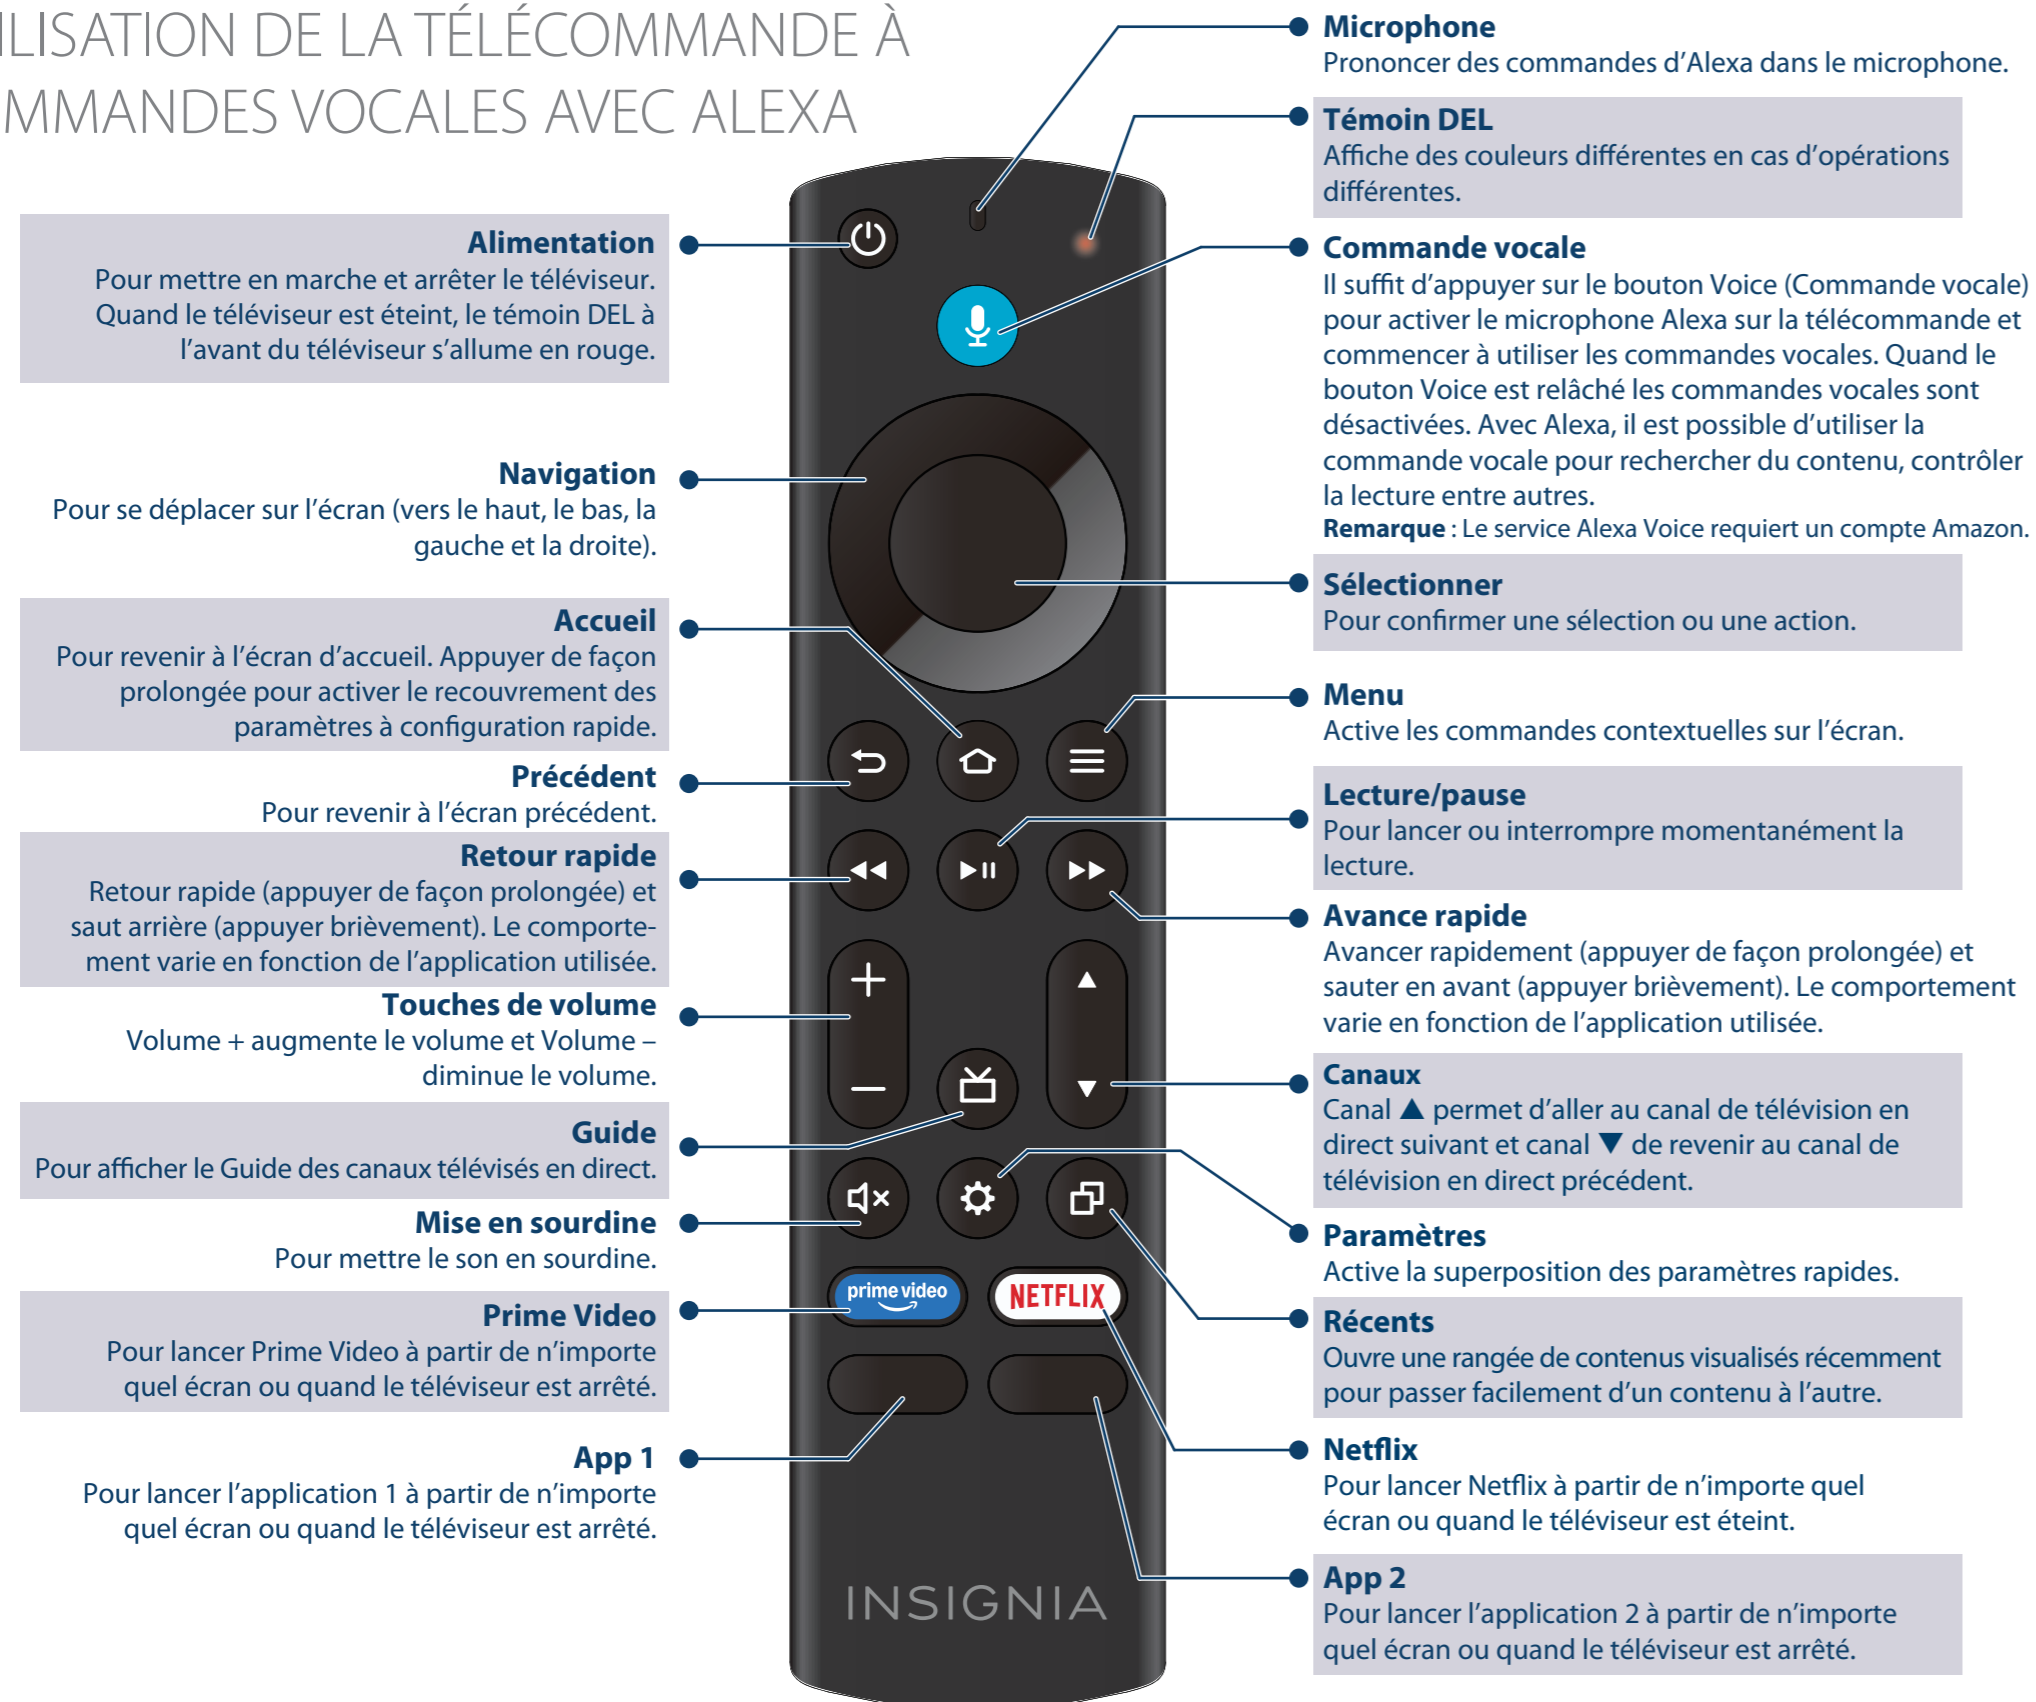 ILISATION DE LA TÉLÉCOMMANDE À
MMANDES VOCALES AVEC ALEXA
Alimentation
Pour mettre en marche et arrêter le téléviseur.
Quand le téléviseur est éteint, le témoin DEL à
l’avant du téléviseur s’allume en rouge.
Navigation
Pour se déplacer sur l’écran (vers le haut, le bas, la
gauche et la droite).
Accueil
Pour revenir à l’écran d’accueil. Appuyer de façon
prolongée pour activer le recouvrement des
paramètres à configuration rapide.
Précédent
Pour revenir à l’écran précédent.
Retour rapide
Retour rapide (appuyer de façon prolongée) et
saut arrière (appuyer brièvement). Le comporte-
ment varie en fonction de l’application utilisée.
Touches de volume
Volume + augmente le volume et Volume –
diminue le volume.
Guide
Pour afficher le Guide des canaux télévisés en direct.
Mise en sourdine
Pour mettre le son en sourdine.
Prime Video
Pour lancer Prime Video à partir de n’importe
quel écran ou quand le téléviseur est arrêté.
App 1
Pour lancer l’application 1 à partir de n’importe
quel écran ou quand le téléviseur est arrêté.
prime video
NETFLIX
INSIGNIA
Microphone
Prononcer des commandes d’Alexa dans le microphone.
Témoin DEL
Affiche des couleurs différentes en cas d’opérations
différentes.
Commande vocale
Il suffit d’appuyer sur le bouton Voice (Commande vocale)
pour activer le microphone Alexa sur la télécommande et
commencer à utiliser les commandes vocales. Quand le
bouton Voice est relâché les commandes vocales sont
désactivées. Avec Alexa, il est possible d’utiliser la
commande vocale pour rechercher du contenu, contrôler
la lecture entre autres.
Remarque : Le service Alexa Voice requiert un compte Amazon.
Sélectionner
Pour confirmer une sélection ou une action.
Menu
Active les commandes contextuelles sur l’écran.
Lecture/pause
Pour lancer ou interrompre momentanément la
lecture.
Avance rapide
Avancer rapidement (appuyer de façon prolongée) et
sauter en avant (appuyer brièvement). Le comportement
varie en fonction de l’application utilisée.
Canaux
Canal ▲ permet d’aller au canal de télévision en
direct suivant et canal ▼ de revenir au canal de
télévision en direct précédent.
Paramètres
Active la superposition des paramètres rapides.
Récents
Ouvre une rangée de contenus visualisés récemment
pour passer facilement d’un contenu à l’autre.
Netflix
Pour lancer Netflix à partir de n’importe quel
écran ou quand le téléviseur est éteint.
App 2
Pour lancer l’application 2 à partir de n’importe
quel écran ou quand le téléviseur est arrêté.